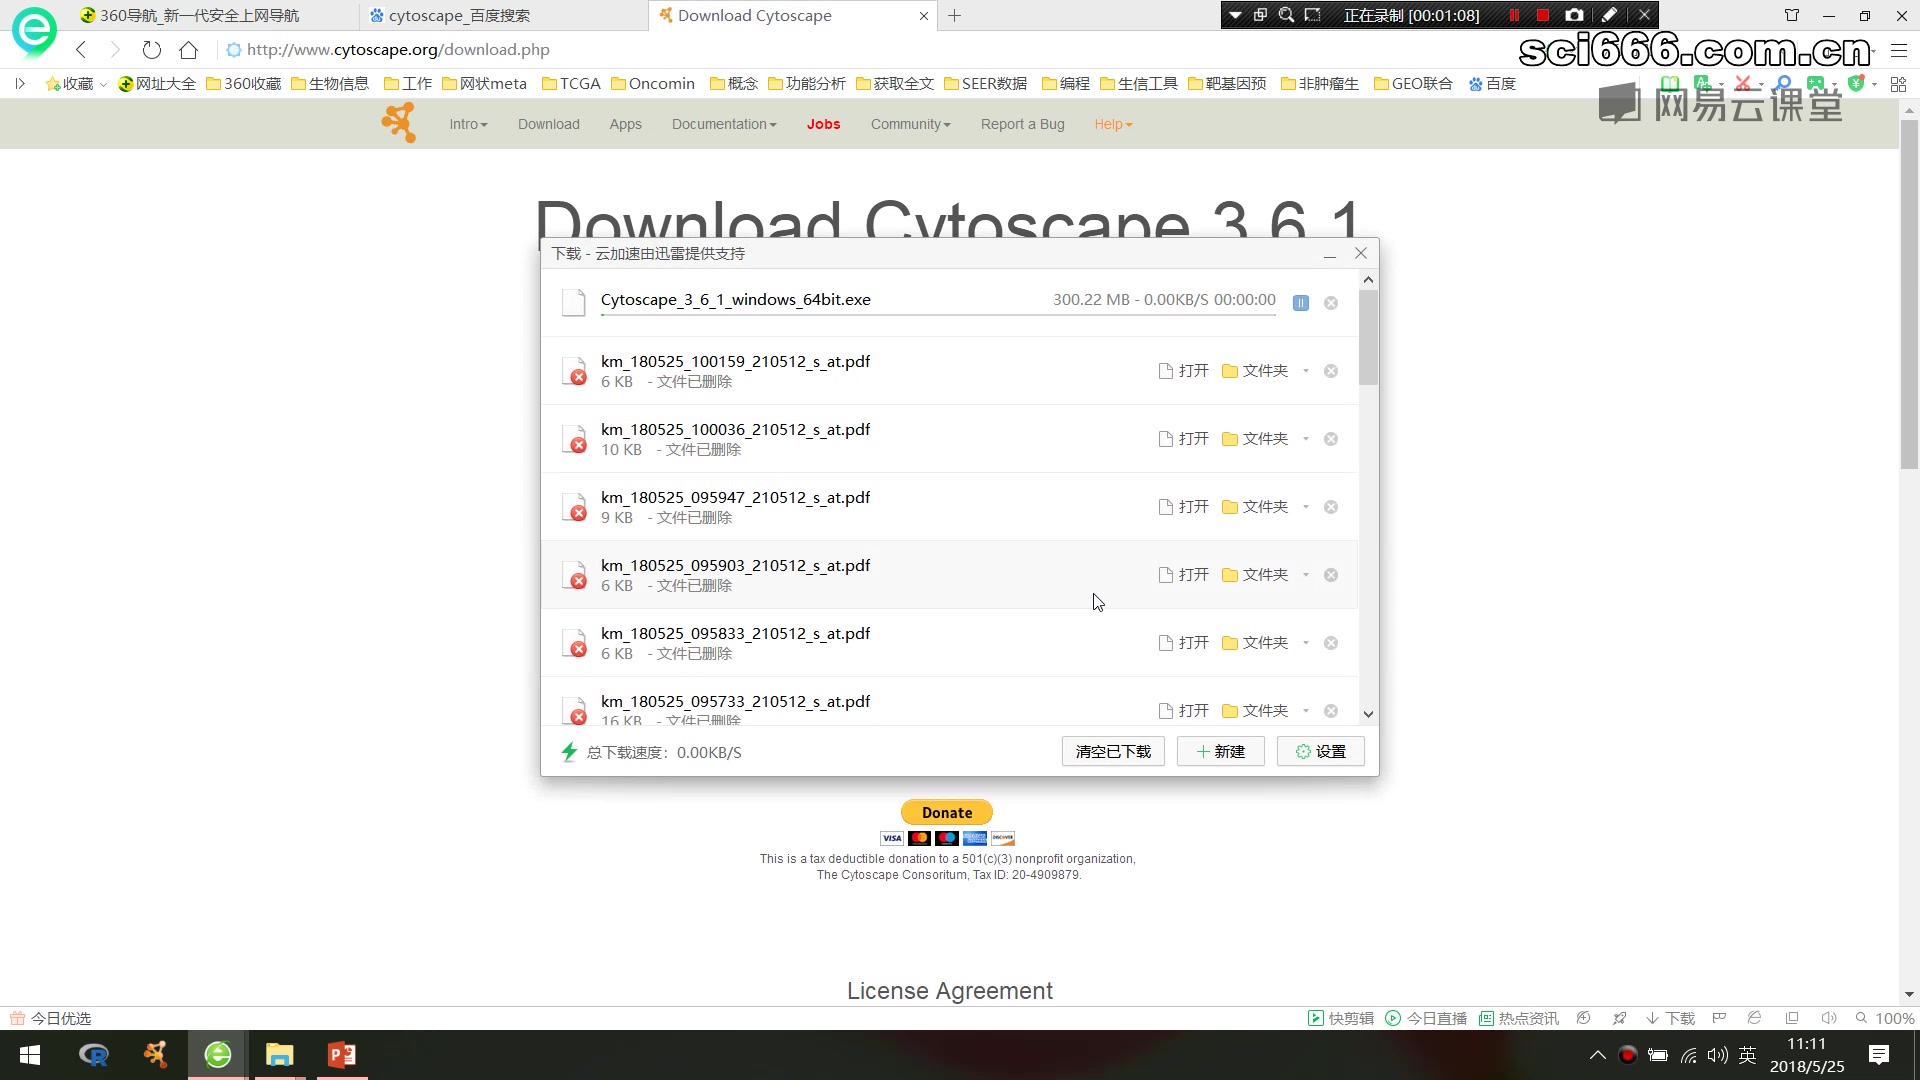 360导航_新一代安全上网导航
cytoscape_百度搜索
Download Cytoscape
正在录制 [00:01:08]
http://www.cytoscape.org/download.php
sci666.com.cn
收藏 网址大全 360收藏 生物信息 工作 网状meta TCGA Oncomin 概念 功能分析 获取全文 SEER数据 编程 生信工具 靶基因预 非肿瘤生 GEO联合 百度
网易云课堂
Intro Download Apps Documentation Jobs Community Report a Bug Help
Download Cytoscape 3.6.1
下载 - 云加速由迅雷提供支持
Cytoscape_3_6_1_windows_64bit.exe 300.22 MB - 0.00KB/S 00:00:00
km_180525_100159_210512_s_at.pdf
6 KB - 文件已删除 打开 文件夹
km_180525_100036_210512_s_at.pdf
10 KB - 文件已删除 打开 文件夹
km_180525_095947_210512_s_at.pdf
9 KB - 文件已删除 打开 文件夹
km_180525_095903_210512_s_at.pdf
6 KB - 文件已删除 打开 文件夹
km_180525_095833_210512_s_at.pdf
6 KB - 文件已删除 打开 文件夹
km_180525_095733_210512_s_at.pdf
16 KB - 文件已删除 打开 文件夹
总下载速度: 0.00KB/S 清空已下载 新建 设置
Donate
VISA DISCOVER
This is a tax deductible donation to a 501(c)(3) nonprofit organization,
The Cytoscape Consortium, Tax ID: 20-4909879.
License Agreement
今日优选 快剪辑 今日直播 热点资讯 下载 100%
英
11:11
2018/5/25